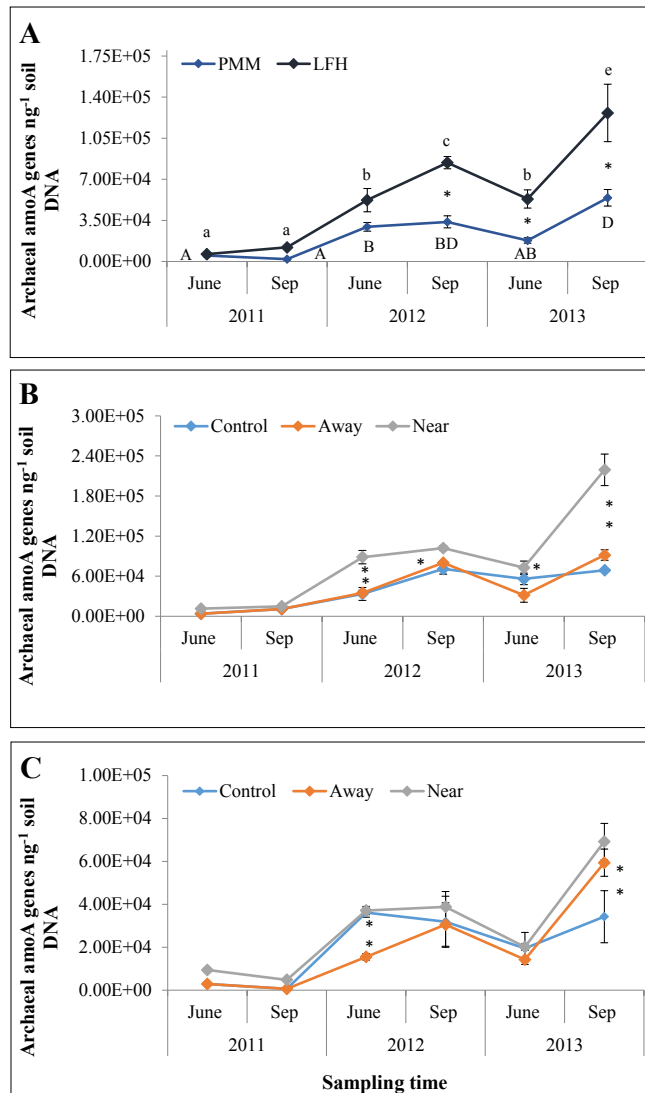 A
Archaeal amoA genes ng-1 soil
DNA
1.75E+05
1.40E+05
1.05E+05
7.00E+04
3.50E+04
0.00E+00
PMM LFH
a a b c b e
* * *
A A B BD AB D
June Sep June Sep June Sep
2011 2012 2013
B
Archaeal amoA genes ng-1 soil
DNA
3.00E+05
2.40E+05
1.80E+05
1.20E+05
6.00E+04
0.00E+00
Control Away Near
* * * * * *
June Sep June Sep June Sep
2011 2012 2013
C
Archaeal amoA genes ng-1 soil
DNA
1.00E+05
8.00E+04
6.00E+04
4.00E+04
2.00E+04
0.00E+00
Control Away Near
* * * *
June Sep June Sep June Sep
2011 2012 2013
Sampling time